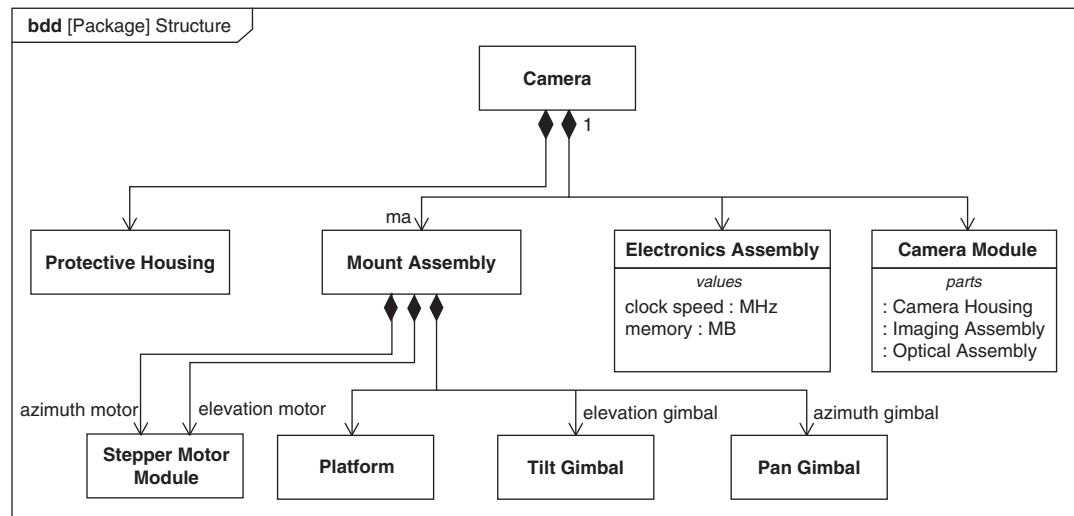 bdd [Package] Structure
Camera
1
ma
Protective Housing
Mount Assembly
Electronics Assembly
values
clock speed : MHz
memory : MB
Camera Module
parts
: Camera Housing
: Imaging Assembly
: Optical Assembly
azimuth motor
elevation motor
elevation gimbal
azimuth gimbal
Stepper Motor
Module
Platform
Tilt Gimbal
Pan Gimbal